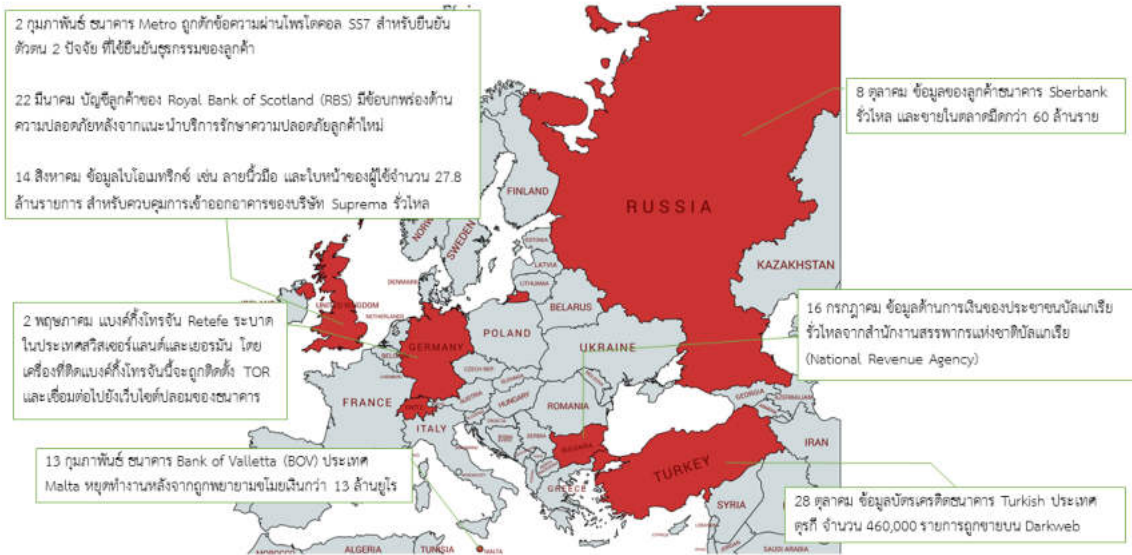 2 กุมภาพันธ์ ธนาคาร Metro ถูกดักข้อความผ่านโพรโตคอล SS7 สำหรับยืนยัน
ตัวตน 2 ปัจจัย ที่ใช้ยืนยันธุรกรรมของลูกค้า
22 มีนาคม บัญชีลูกค้าของ Royal Bank of Scotland (RBS) มีข้อบกพร่องด้าน
ความปลอดภัยหลังจากแนะนำบริการรักษาความปลอดภัยลูกค้าใหม่
14 สิงหาคม ข้อมูลไบโอเมทริกซ์ เช่น ลายนิ้วมือ และใบหน้าของผู้ใช้จำนวน 27.8
ล้านรายการ สำหรับควบคุมการเข้าออกอาคารของบริษัท Suprema รั่วไหล
8 ตุลาคม ข้อมูลของลูกค้าธนาคาร Sberbank
รั่วไหล และขายในตลาดมืดกว่า 60 ล้านราย
FINLAND
RUSSIA
SWEDEN
ESTONIA
LATVIA
LITHUANIA
KAZAKHSTAN
DENMARK
UNITED KINGDOM
NETHERLANDS
BELARUS
POLAND
GERMANY
UKRAINE
2 พฤษภาคม แบงค์กิ้งโทรจัน Retefe ระบาด
ในประเทศสวิสเซอร์แลนด์และเยอรมัน โดย
เครื่องที่ติดแบงค์กิ้งโทรจันนี้จะถูกติดตั้ง TOR
และเชื่อมต่อไปยังเว็บไซต์ปลอมของธนาคาร
16 กรกฎาคม ข้อมูลด้านการเงินของประชาชนบัลแกเรีย
รั่วไหลจากสำนักงานสรรพากรแห่งชาติบัลแกเรีย
(National Revenue Agency)
CZECH REP.
AUSTRIA
HUNGARY
FRANCE
ROMANIA
ITALY
SERBIA
BULGARIA
GEORGIA
AZERBAIJAN
GREECE
TURKEY
IRAN
SYRIA
13 กุมภาพันธ์ ธนาคาร Bank of Valletta (BOV) ประเทศ
Malta หยุดทำงานหลังจากถูกพยายามขโมยเงินกว่า 13 ล้านยูโร
28 ตุลาคม ข้อมูลบัตรเครดิตธนาคาร Turkish ประเทศ
ตุรกี จำนวน 460,000 รายการถูกขายบน Darkweb
MOROCCO
ALGERIA
TUNISIA
MALTA
SAUDI ARABIA